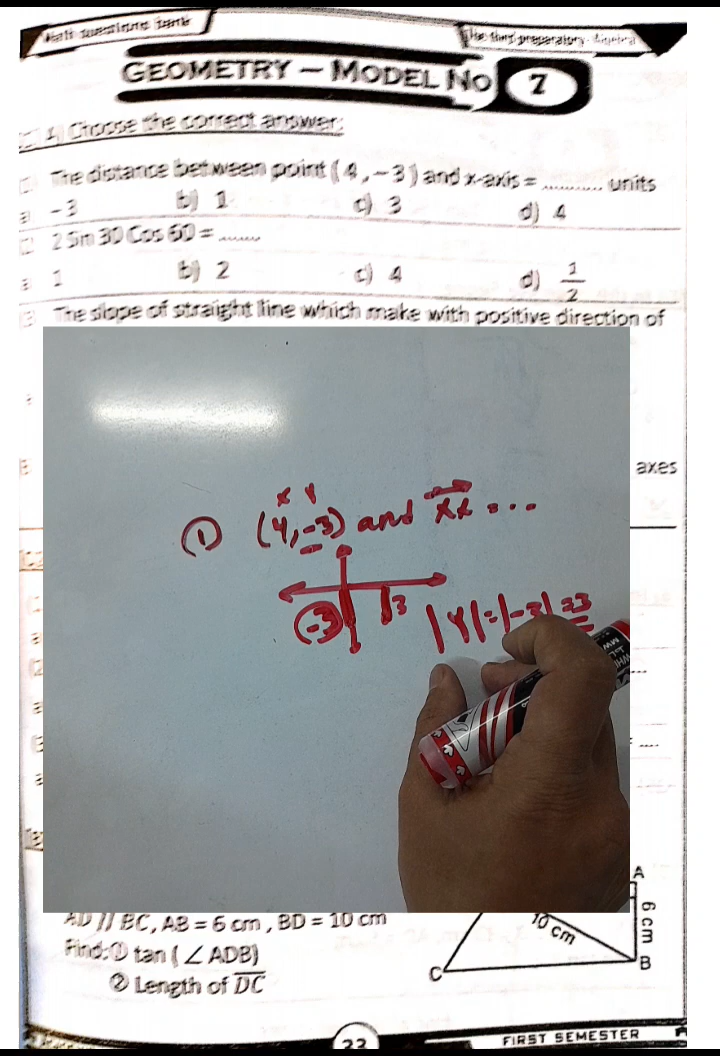 Math questions bank
The third preparatory - Algebra
GEOMETRY – MODEL NO 7
1) Choose the correct answer:
The distance between point ( 4 , – 3 ) and x-axis = ........... units
a – 3 b) 1 c) 3 d) 4
2 Sin 30 Cos 60 = .......
a 1 b) 2 c) 4 d) 1/2
The slope of straight line which make with positive direction of
axes
x y
① (4,-3) and xx = ...
(-3) 3 |y|=|-3|=3
AD // BC, AB = 6 cm , BD = 10 cm
Find:① tan ( ∠ ADB)
② Length of DC
A
6 cm
10 cm
C
B
22
FIRST SEMESTER